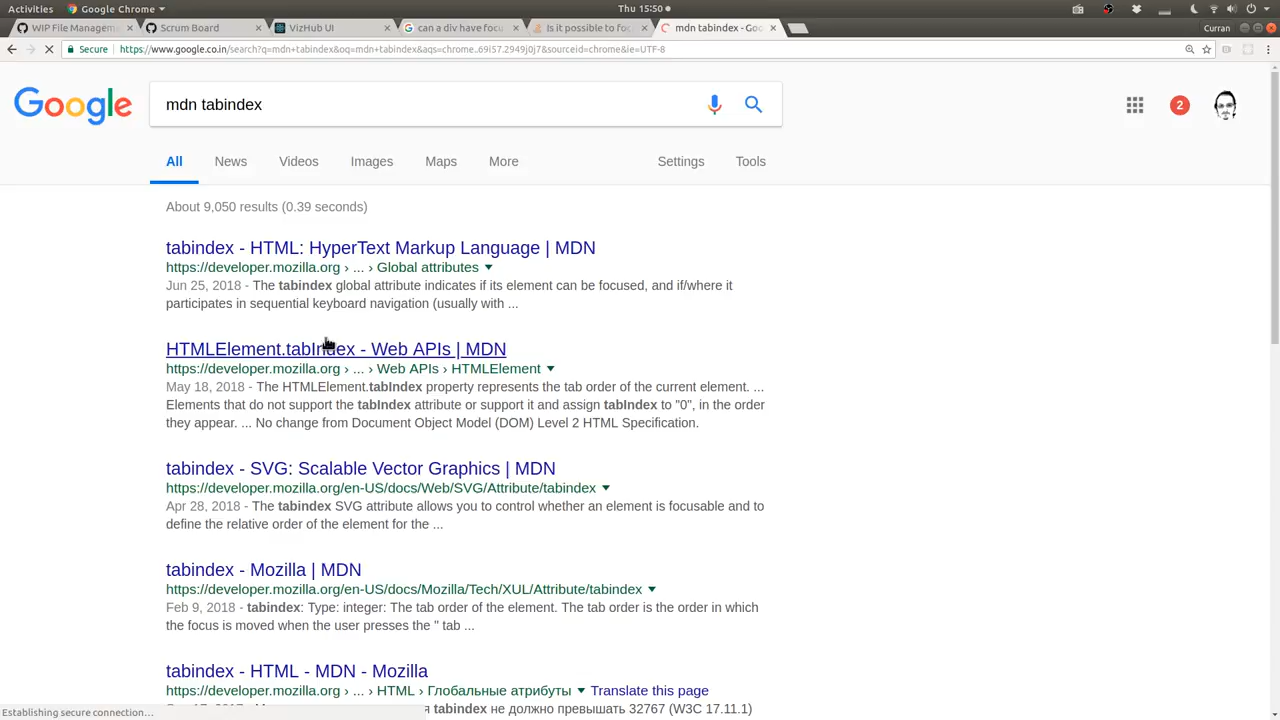 Activities Google Chrome Thu 15:50
WIP File Managemen Scrum Board VizHub UI can a div have focu Is it possible to foc mdn tabindex - Goo Curran
Secure https://www.google.co.in/search?q=mdn+tabindex&oq=mdn+tabindex&aqs=chrome..69i57.2949j0j7&sourceid=chrome&ie=UTF-8
Google mdn tabindex 2
All News Videos Images Maps More Settings Tools
About 9,050 results (0.39 seconds)
tabindex - HTML: HyperText Markup Language | MDN
https://developer.mozilla.org › ... › Global attributes
Jun 25, 2018 - The tabindex global attribute indicates if its element can be focused, and if/where it
participates in sequential keyboard navigation (usually with ...
HTMLElement.tabIndex - Web APIs | MDN
https://developer.mozilla.org › ... › Web APIs › HTMLElement
May 18, 2018 - The HTMLElement.tabIndex property represents the tab order of the current element. ...
Elements that do not support the tabIndex attribute or support it and assign tabIndex to "0", in the order
they appear. ... No change from Document Object Model (DOM) Level 2 HTML Specification.
tabindex - SVG: Scalable Vector Graphics | MDN
https://developer.mozilla.org/en-US/docs/Web/SVG/Attribute/tabindex
Apr 28, 2018 - The tabindex SVG attribute allows you to control whether an element is focusable and to
define the relative order of the element for the ...
tabindex - Mozilla | MDN
https://developer.mozilla.org/en-US/docs/Mozilla/Tech/XUL/Attribute/tabindex
Feb 9, 2018 - tabindex: Type: integer: The tab order of the element. The tab order is the order in which
the focus is moved when the user presses the " tab ...
tabindex - HTML - MDN - Mozilla
https://developer.mozilla.org › ... › HTML › Глобальные атрибуты Translate this page
tabindex не должно превышать 32767 (W3C 17.11.1)
Establishing secure connection...